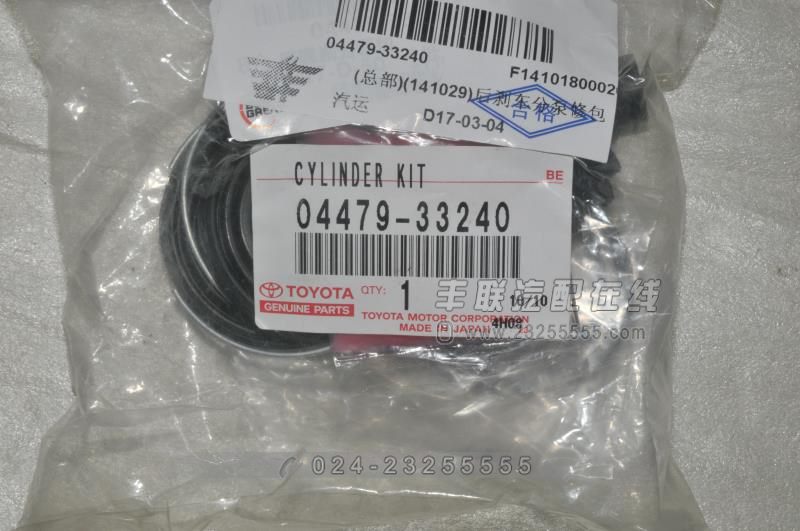 04479-33240
F1410180002
(总部)(141029)后刹车分泵修包
汽运
D17-03-04
合格
CYLINDER KIT
BE
04479-33240
TOYOTA
GENUINE PARTS
QTY: 1
10/10
TOYOTA MOTOR CORPORATION
MADE IN JAPAN
4H09
丰联汽配在线
www.23255555.com
024-23255555